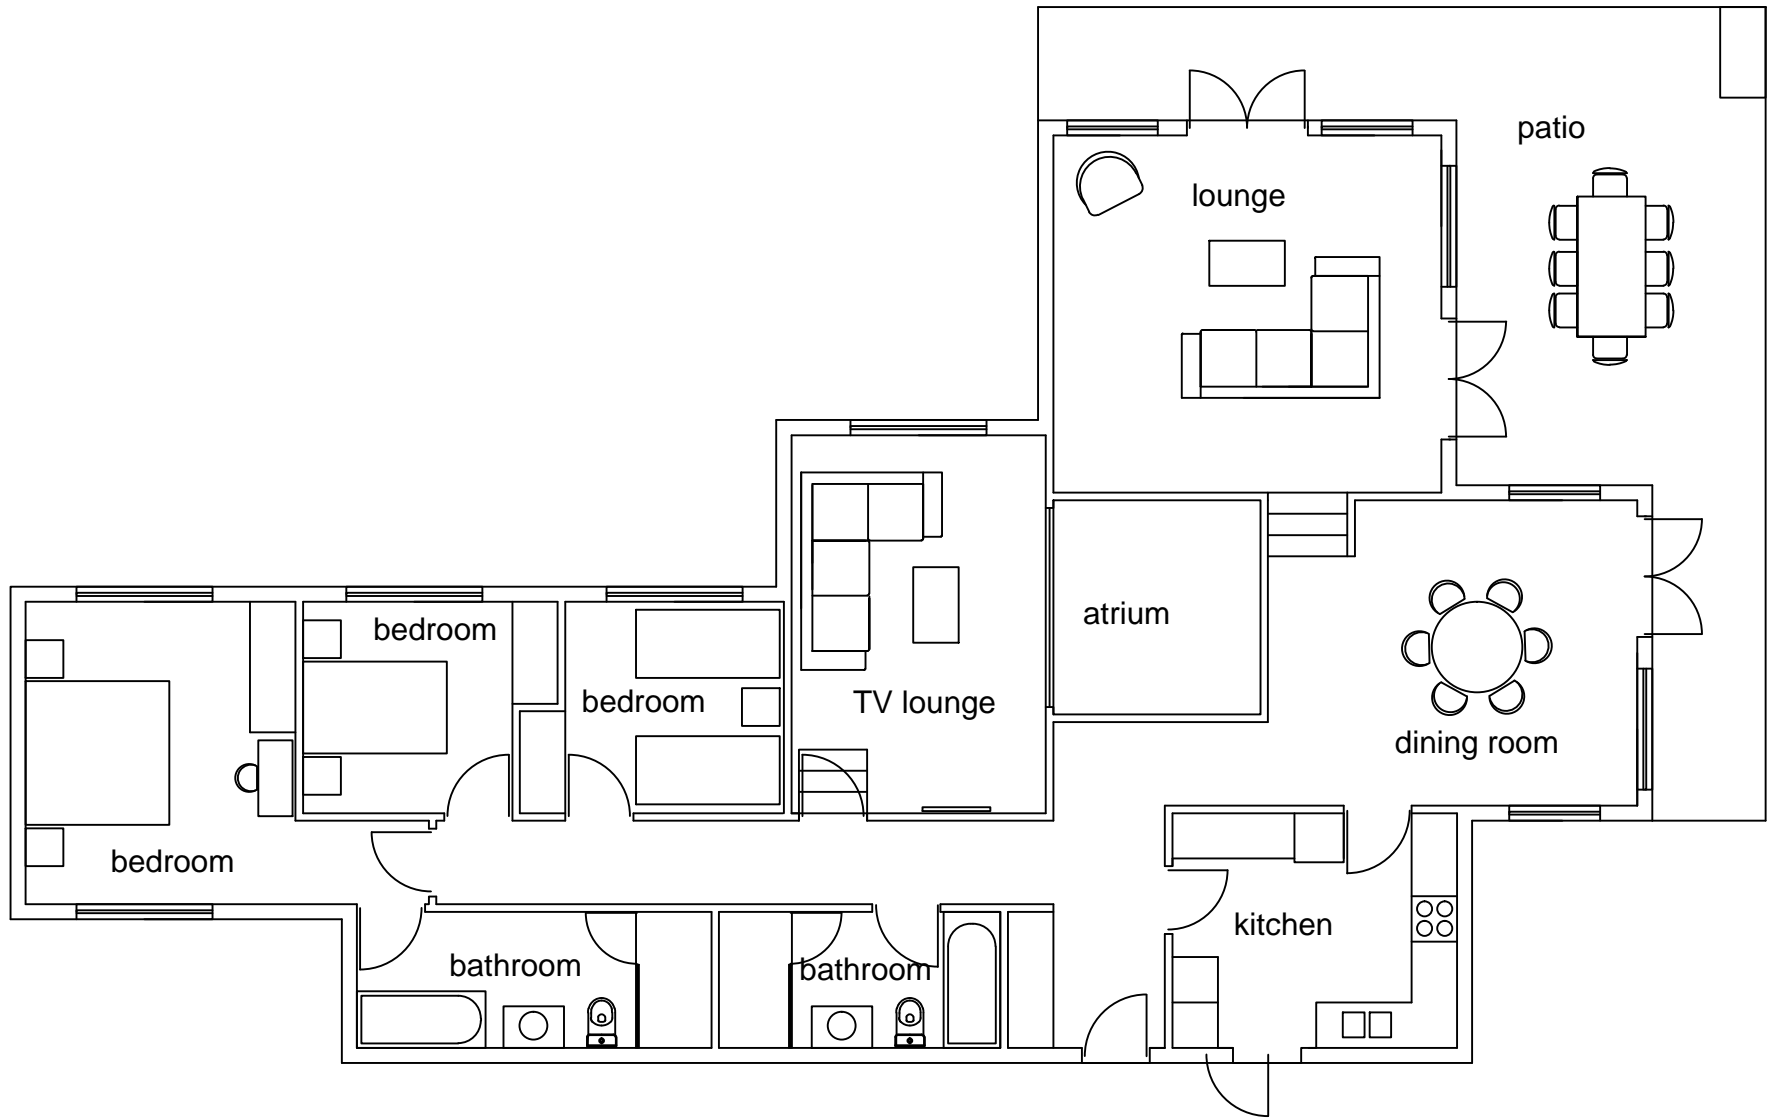 patio
lounge
atrium
bedroom
bedroom
TV lounge
dining room
bedroom
kitchen
bathroom
bathroom